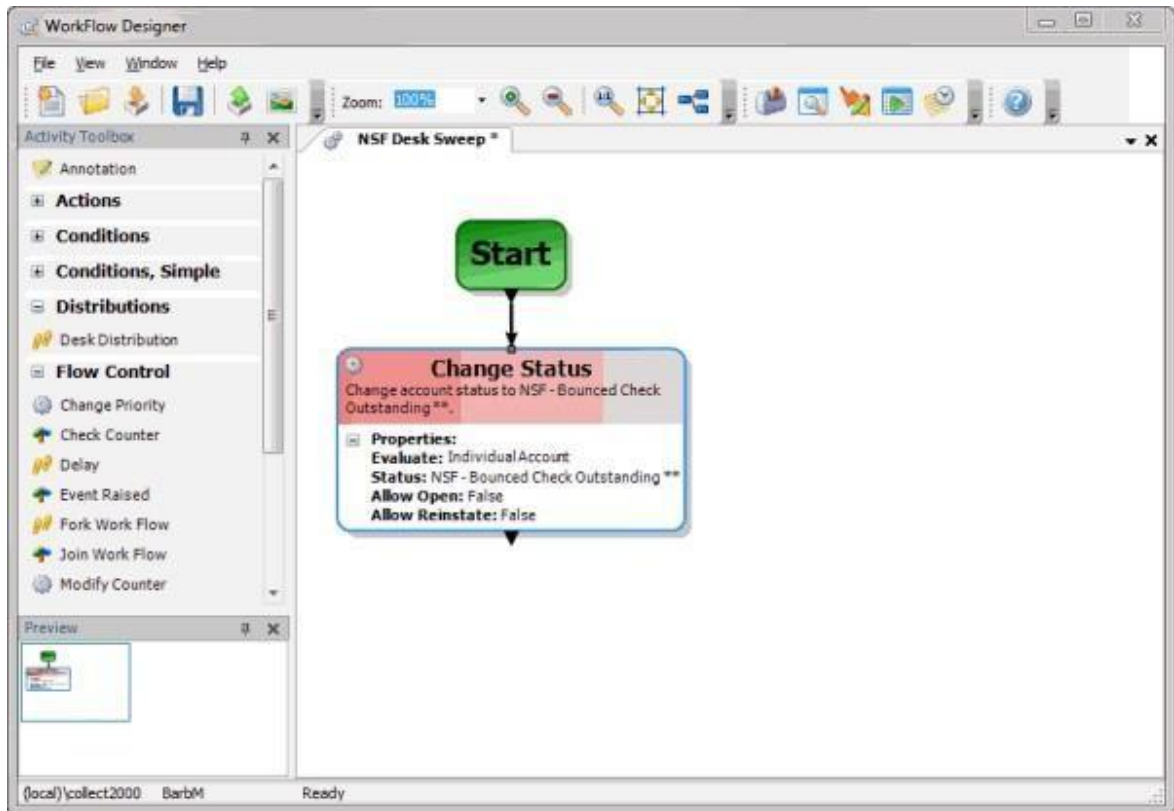 WorkFlow Designer
File View Window Help
Zoom: 100%
Activity Toolbox
NSF Desk Sweep *
Annotation
Actions
Conditions
Conditions, Simple
Distributions
Desk Distribution
Flow Control
Change Priority
Check Counter
Delay
Event Raised
Fork Work Flow
Join Work Flow
Modify Counter
Start
Change Status
Change account status to NSF - Bounced Check
Outstanding **.
Properties:
Evaluate: Individual Account
Status: NSF - Bounced Check Outstanding **
Allow Open: False
Allow Reinstate: False
Preview
(local)\collect2000 BarbM Ready